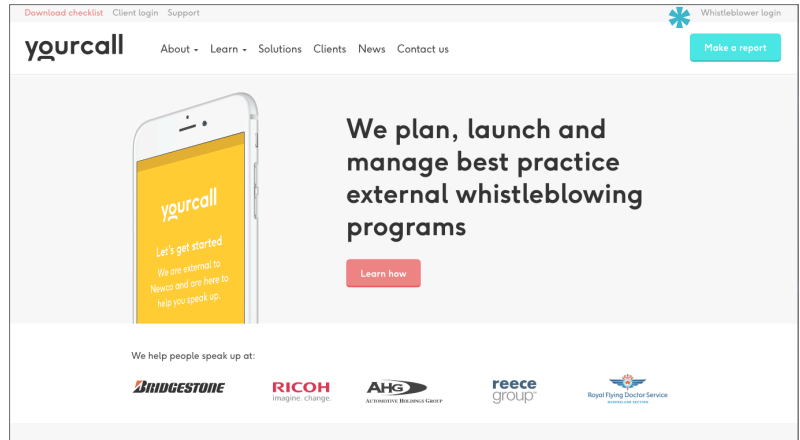 Download checklist Client login Support
Whistleblower login
yourcall
About Learn Solutions Clients News Contact us
Make a report
yourcall
Let's get started
We are external to
Newco and are here to
help you speak up.
We plan, launch and
manage best practice
external whistleblowing
programs
Learn how
We help people speak up at:
BRIDGESTONE
RICOH
imagine. change.
AHG
AUTOMOTIVE HOLDINGS GROUP
reece
group
Royal Flying Doctor Service
QUEENSLAND SECTION